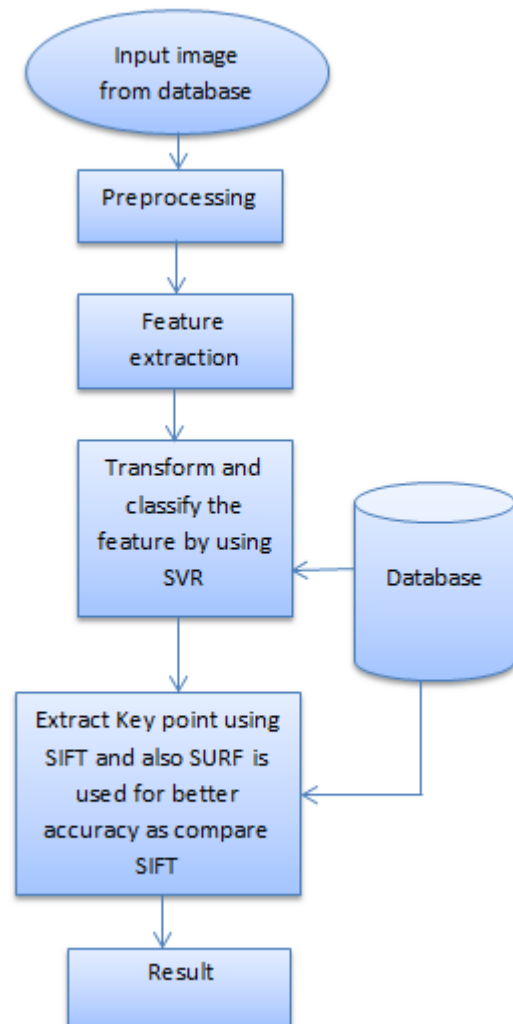 Input image
from database
Preprocessing
Feature
extraction
Transform and
classify the
feature by using
SVR
Database
Extract Key point using
SIFT and also SURF is
used for better
accuracy as compare
SIFT
Result